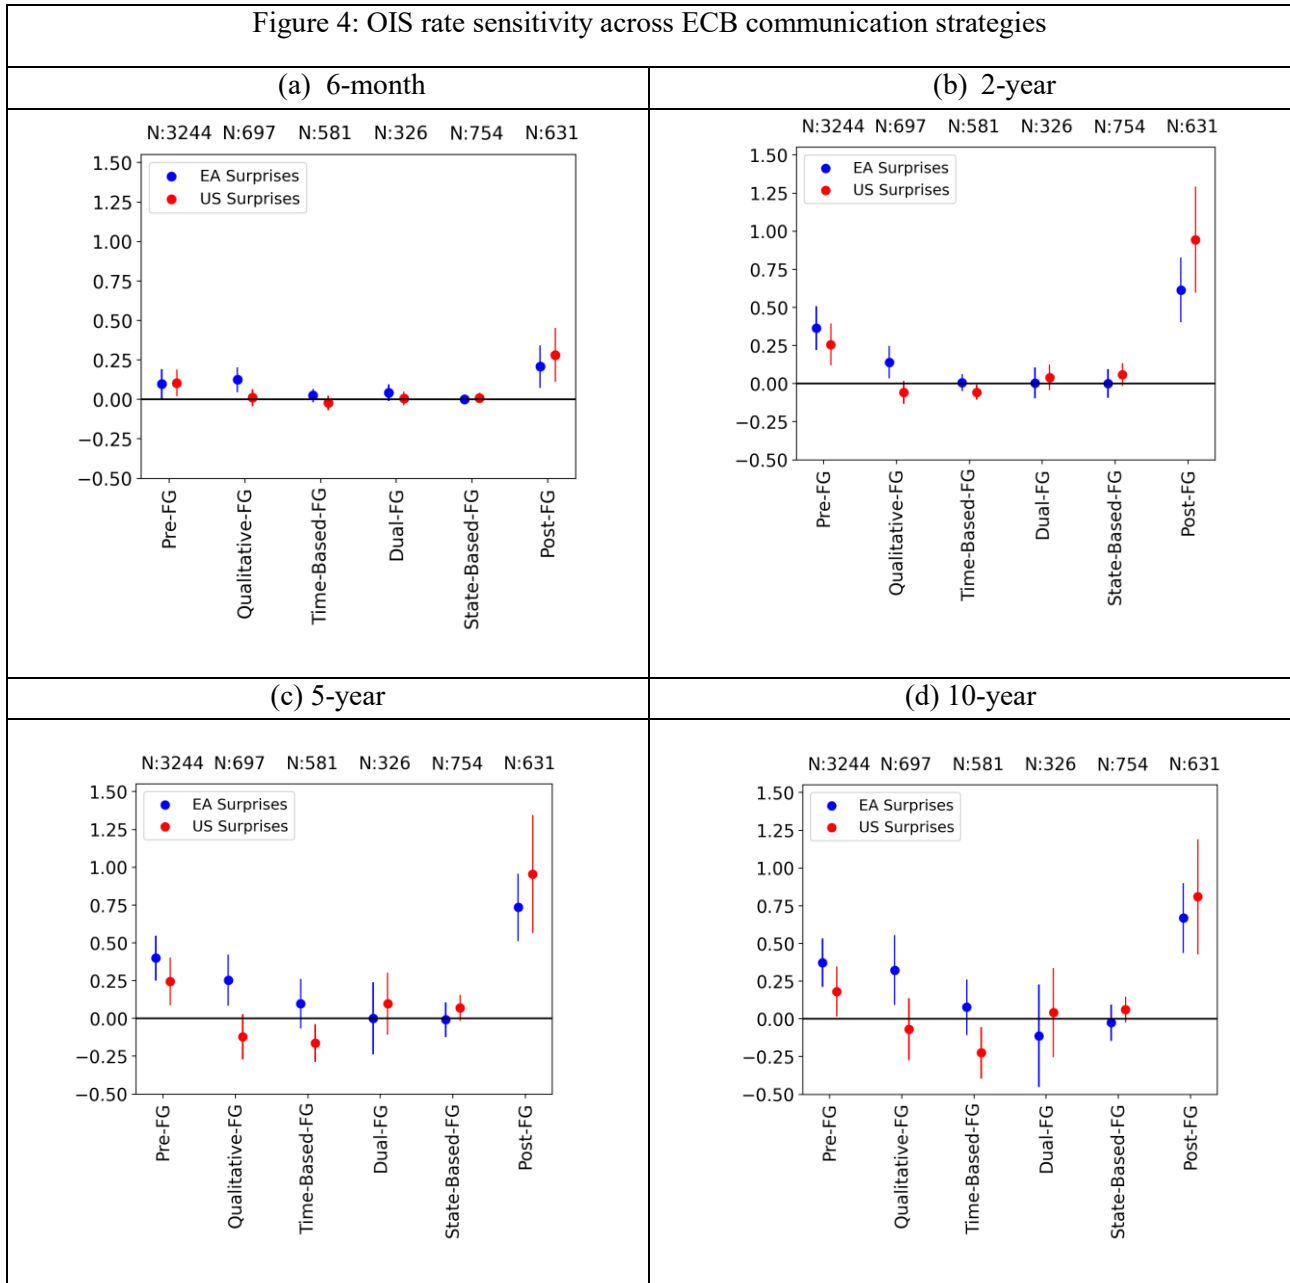 Figure 4: OIS rate sensitivity across ECB communication strategies
(a) 6-month
(b) 2-year
N:3244 N:697 N:581 N:326 N:754 N:631
1.50
1.25
1.00
0.75
0.50
0.25
0.00
−0.25
−0.50
EA Surprises
US Surprises
Pre-FG
Qualitative-FG
Time-Based-FG
Dual-FG
State-Based-FG
Post-FG
N:3244 N:697 N:581 N:326 N:754 N:631
1.50
1.25
1.00
0.75
0.50
0.25
0.00
−0.25
−0.50
EA Surprises
US Surprises
Pre-FG
Qualitative-FG
Time-Based-FG
Dual-FG
State-Based-FG
Post-FG
(c) 5-year
(d) 10-year
N:3244 N:697 N:581 N:326 N:754 N:631
1.50
1.25
1.00
0.75
0.50
0.25
0.00
−0.25
−0.50
EA Surprises
US Surprises
Pre-FG
Qualitative-FG
Time-Based-FG
Dual-FG
State-Based-FG
Post-FG
N:3244 N:697 N:581 N:326 N:754 N:631
1.50
1.25
1.00
0.75
0.50
0.25
0.00
−0.25
−0.50
EA Surprises
US Surprises
Pre-FG
Qualitative-FG
Time-Based-FG
Dual-FG
State-Based-FG
Post-FG